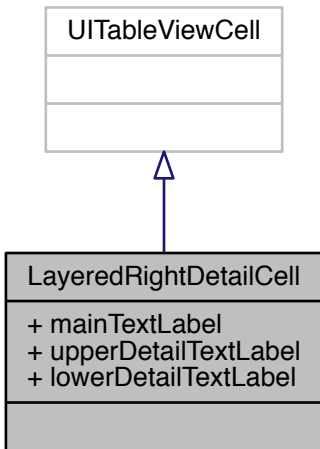 UITableViewCell
LayeredRightDetailCell
+ mainTextLabel
+ upperDetailTextLabel
+ lowerDetailTextLabel